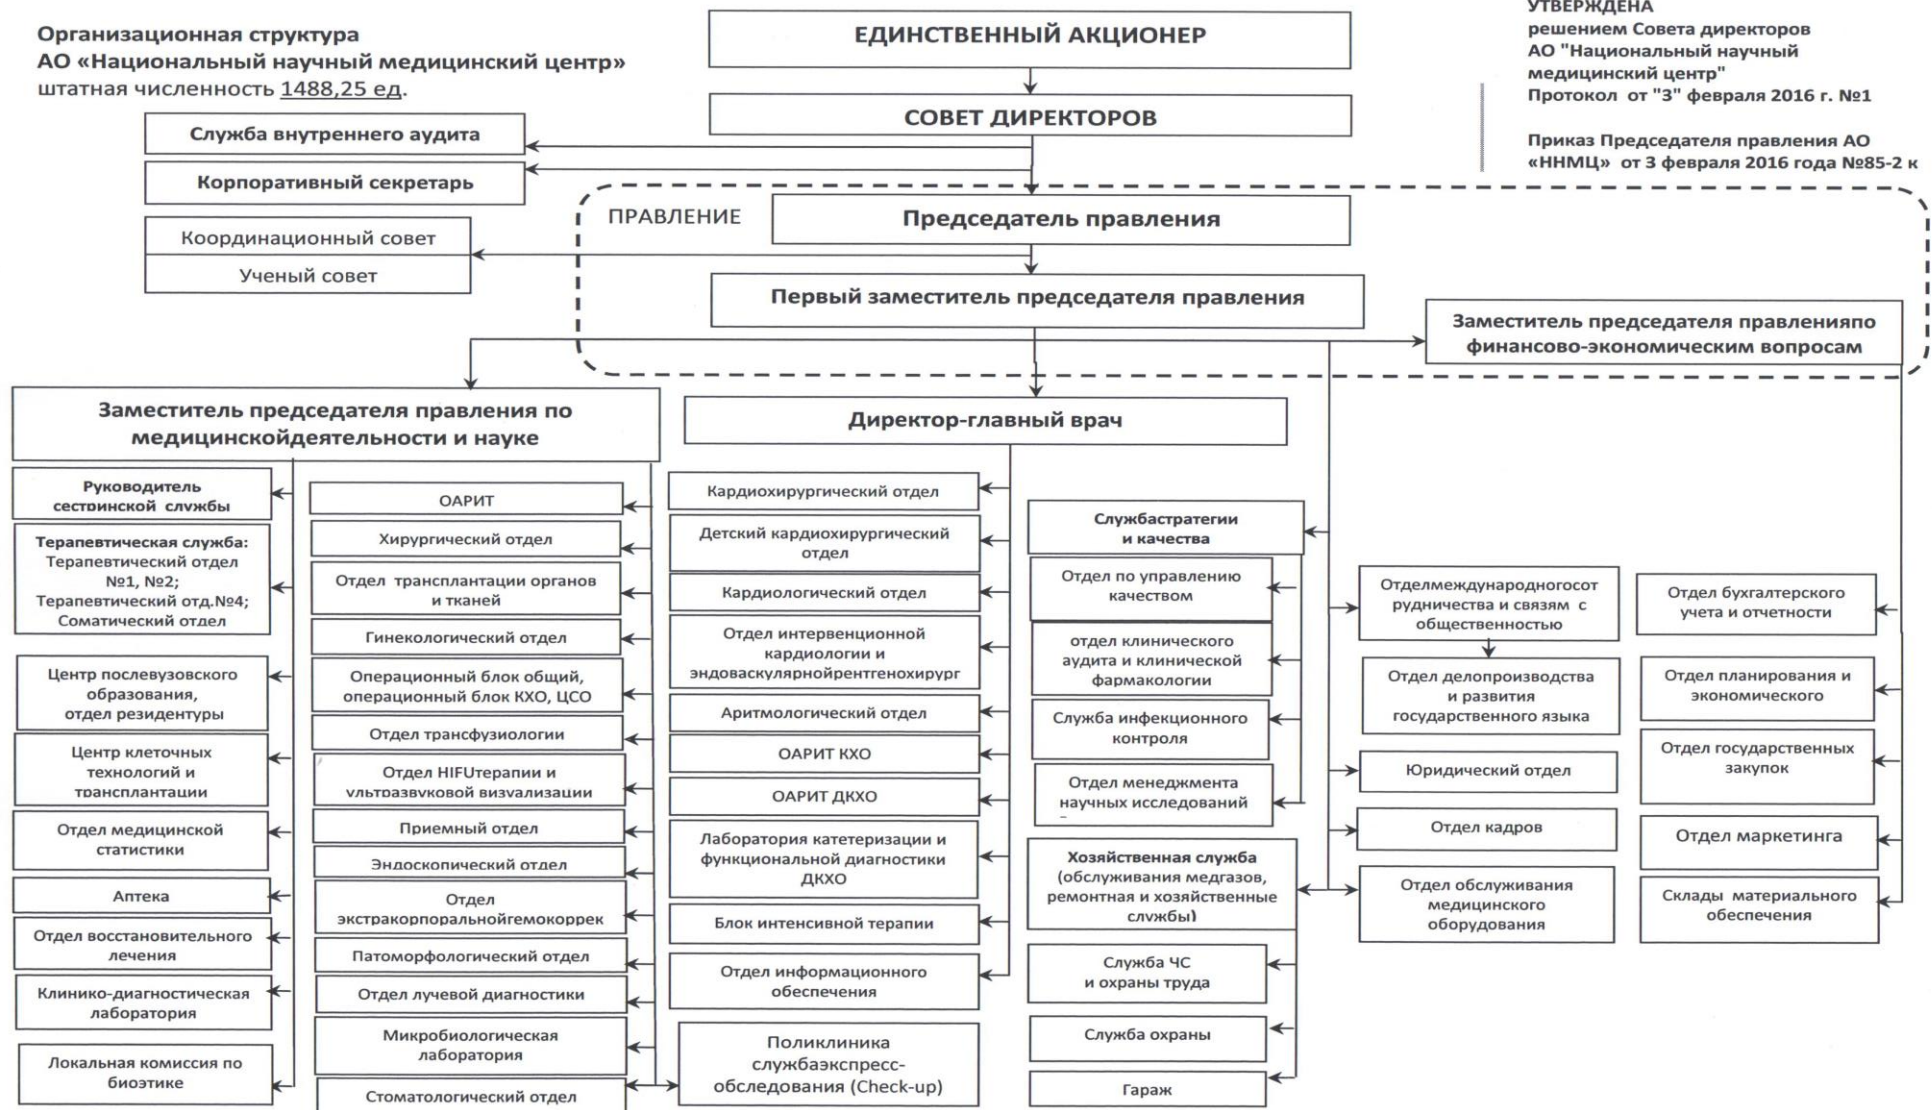 Организационная структура
АО «Национальный научный медицинский центр»
штатная численность 1488,25 ед.
ЕДИНСТВЕННЫЙ АКЦИОНЕР
УТВЕРЖДЕНА
решением Совета директоров
АО "Национальный научный
медицинский центр"
Протокол от "3" февраля 2016 г. №1
Приказ Председателя правления АО
«ННМЦ» от 3 февраля 2016 года №85-2 к
СОВЕТ ДИРЕКТОРОВ
Служба внутреннего аудита
Корпоративный секретарь
Координационный совет
Ученый совет
ПРАВЛЕНИЕ
Председатель правления
Первый заместитель председателя правления
Заместитель председателя правленияпо
финансово-экономическим вопросам
Заместитель председателя правления по
медицинскойдеятельности и науке
Директор-главный врач
Руководитель
сестринской службы
Терапевтическая служба:
Терапевтический отдел
№1, №2;
Терапевтический отд.№4;
Соматический отдел
Центр послевузовского
образования,
отдел резидентуры
Центр клеточных
технологий и
трансплантации
Отдел медицинской
статистики
Аптека
Отдел восстановительного
лечения
Клинико-диагностическая
лаборатория
Локальная комиссия по
биоэтике
ОАРИТ
Хирургический отдел
Отдел трансплантации органов
и тканей
Гинекологический отдел
Операционный блок общий,
операционный блок КХО, ЦСО
Отдел трансфузиологии
Отдел HIFUтерапии и
ультразвуковой визуализации
Приемный отдел
Эндоскопический отдел
Отдел
экстракорпоральнойгемокоррек
Патоморфологический отдел
Отдел лучевой диагностики
Микробиологическая
лаборатория
Стоматологический отдел
Кардиохирургический отдел
Детский кардиохирургический
отдел
Кардиологический отдел
Отдел интервенционной
кардиологии и
эндоваскулярнойрентгенохирург
Аритмологический отдел
ОАРИТ КХО
ОАРИТ ДКХО
Лаборатория катетеризации и
функциональной диагностики
ДКХО
Блок интенсивной терапии
Отдел информационного
обеспечения
Поликлиника
службаэкспресс-
обследования (Check-up)
Службастратегии
и качества
Отдел по управлению
качеством
отдел клинического
аудита и клинической
фармакологии
Служба инфекционного
контроля
Отдел менеджмента
научных исследований
Хозяйственная служба
(обслуживания медгазов,
ремонтная и хозяйственные
службы)
Служба ЧС
и охраны труда
Служба охраны
Гараж
Отделмеждународногосот
рудничества и связям с
общественностью
Отдел делопроизводства
и развития
государственного языка
Юридический отдел
Отдел кадров
Отдел обслуживания
медицинского
оборудования
Отдел бухгалтерского
учета и отчетности
Отдел планирования и
экономического
Отдел государственных
закупок
Отдел маркетинга
Склады материального
обеспечения